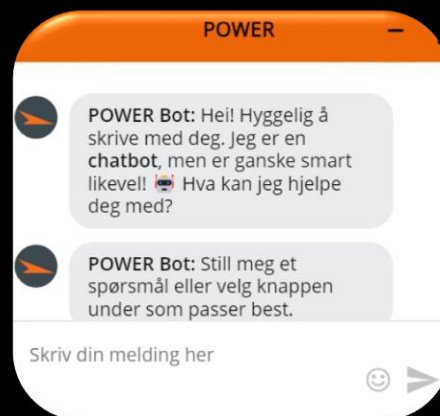 POWER
POWER Bot: Hei! Hyggelig å
skrive med deg. Jeg er en
chatbot, men er ganske smart
likevel! 🤖 Hva kan jeg hjelpe
deg med?
POWER Bot: Still meg et
spørsmål eller velg knappen
under som passer best.
Skriv din melding her